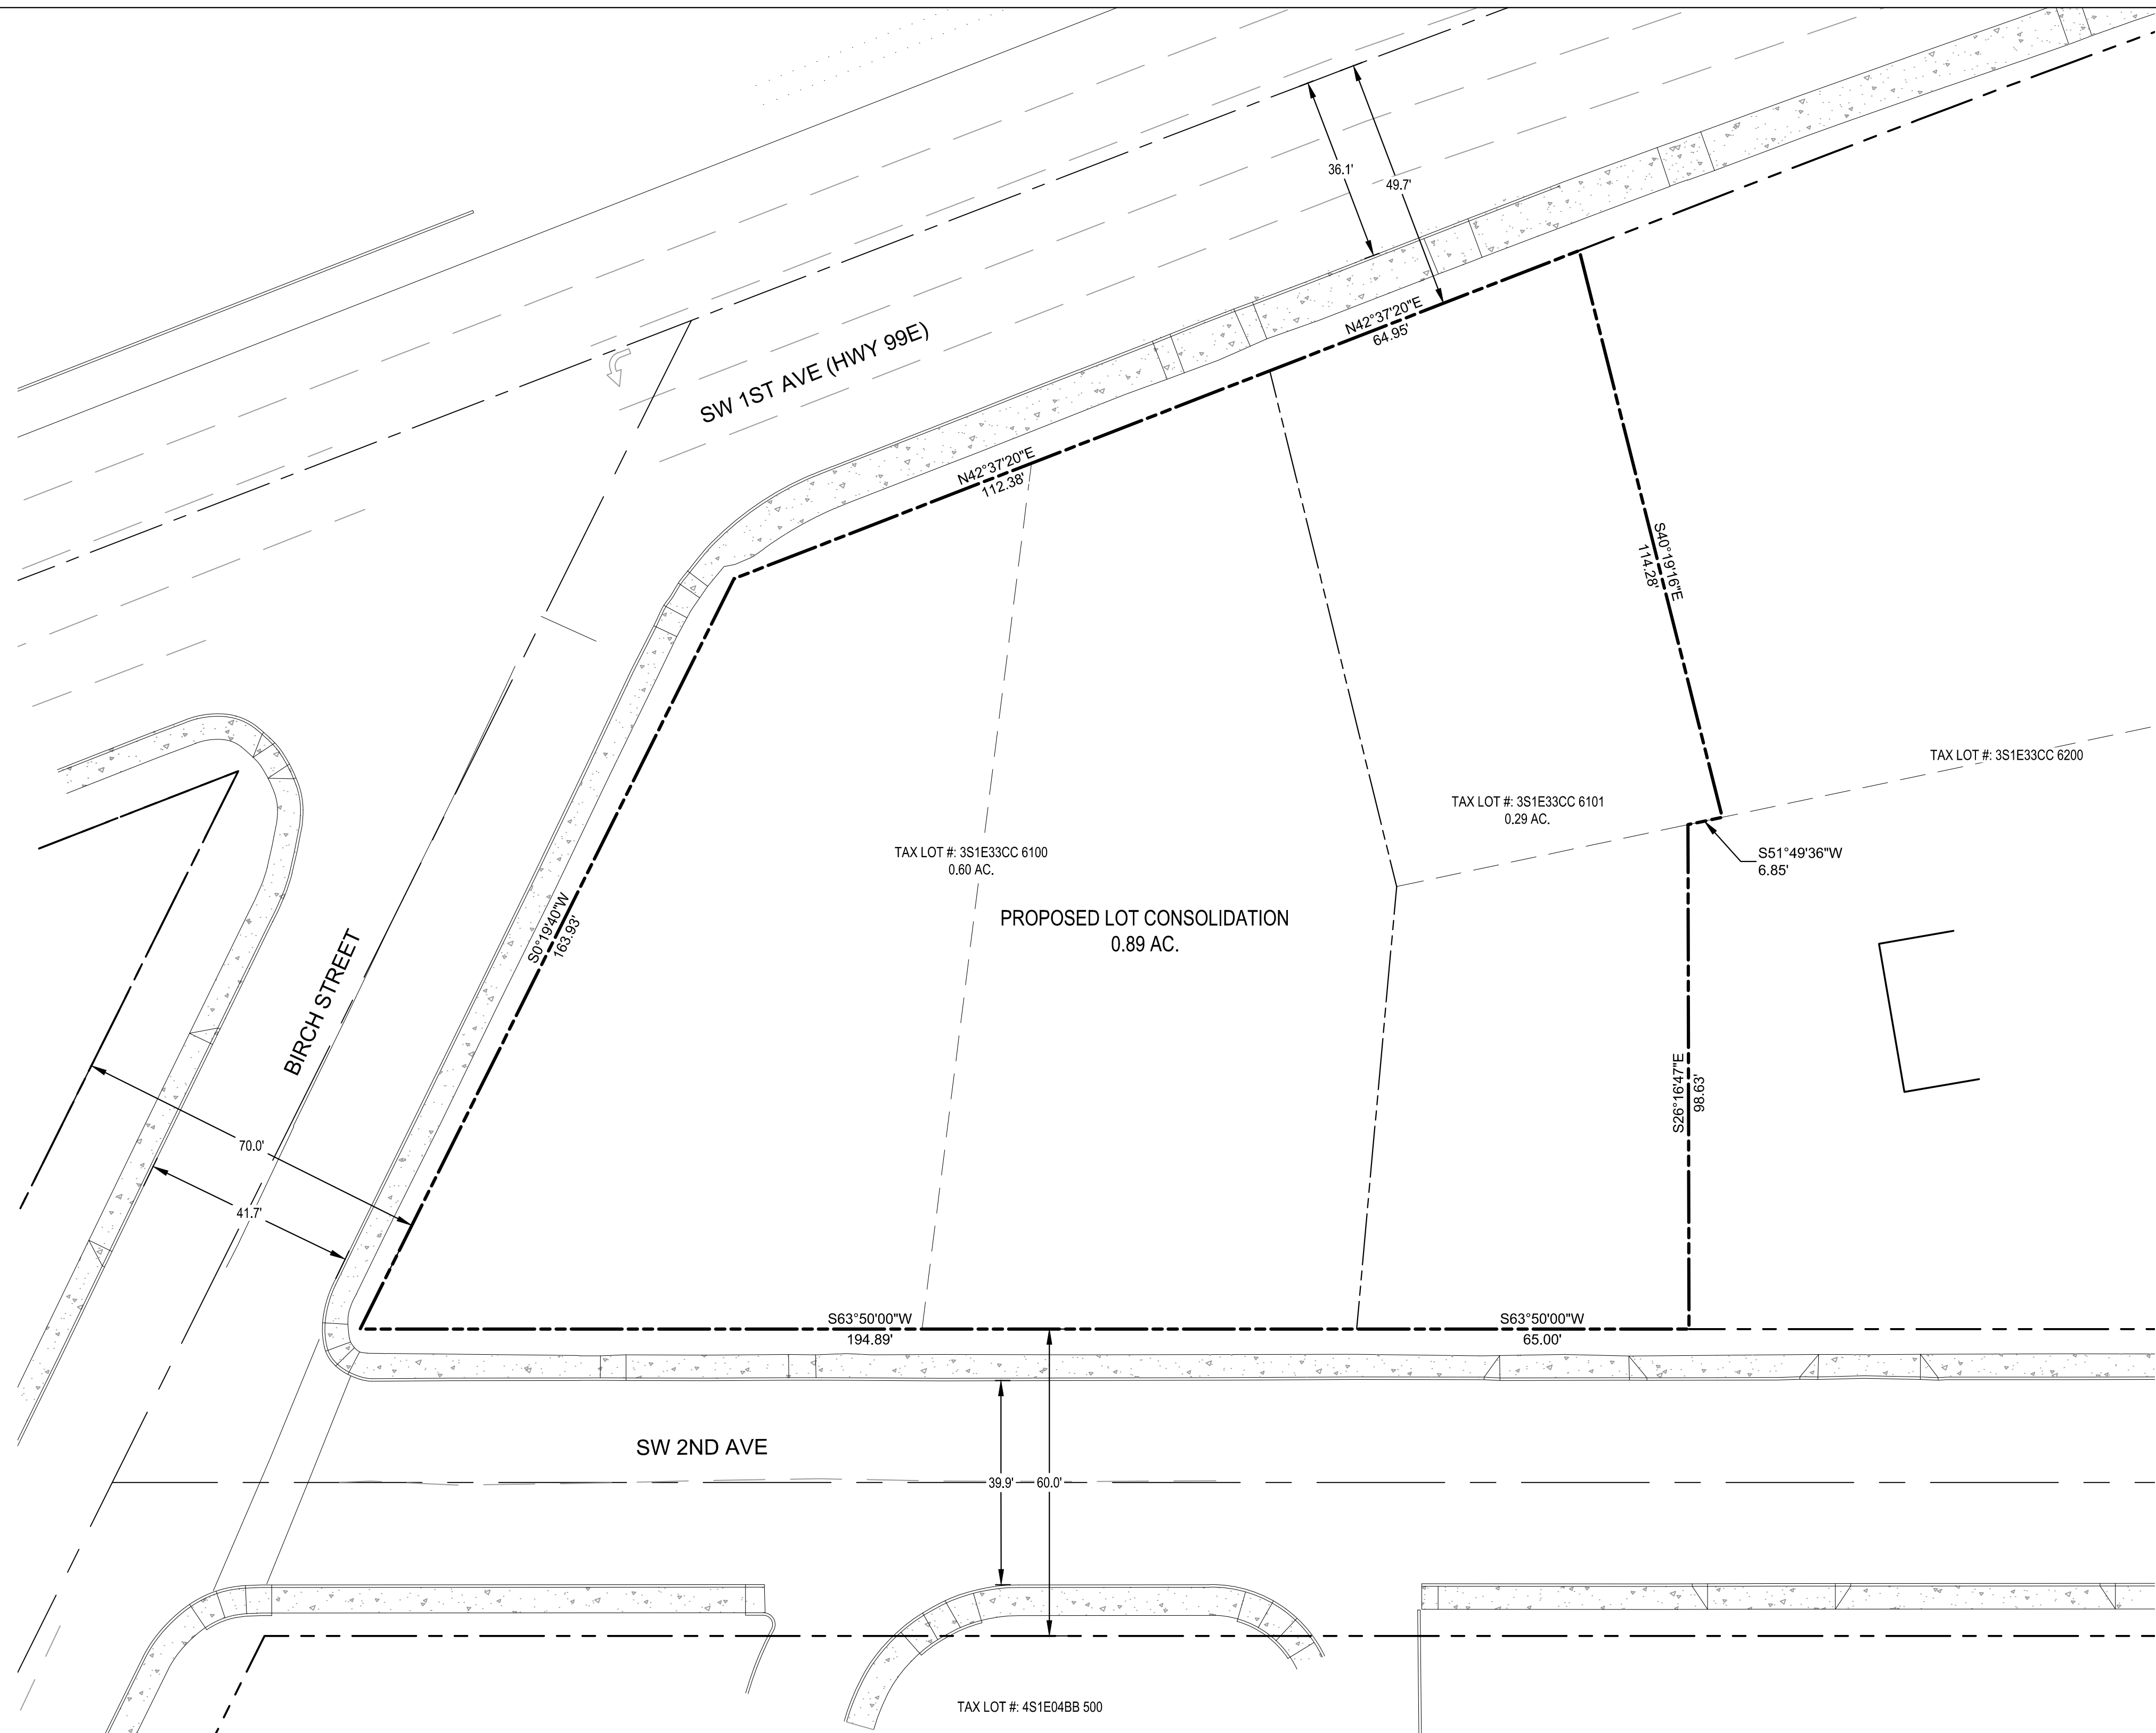 36.1'
49.7'
SW 1ST AVE (HWY 99E)
N42°37'20"E
64.95'
N42°37'20"E
112.38'
S40°19'16"E
114.28'
TAX LOT #: 3S1E33CC 6200
TAX LOT #: 3S1E33CC 6101
0.29 AC.
TAX LOT #: 3S1E33CC 6100
0.60 AC.
S51°49'36"W
6.85'
PROPOSED LOT CONSOLIDATION
0.89 AC.
S0°19'40"W
163.93'
BIRCH STREET
S26°16'47"E
98.63'
70.0'
41.7'
S63°50'00"W
194.89'
S63°50'00"W
65.00'
SW 2ND AVE
39.9'
60.0'
TAX LOT #: 4S1E04BB 500